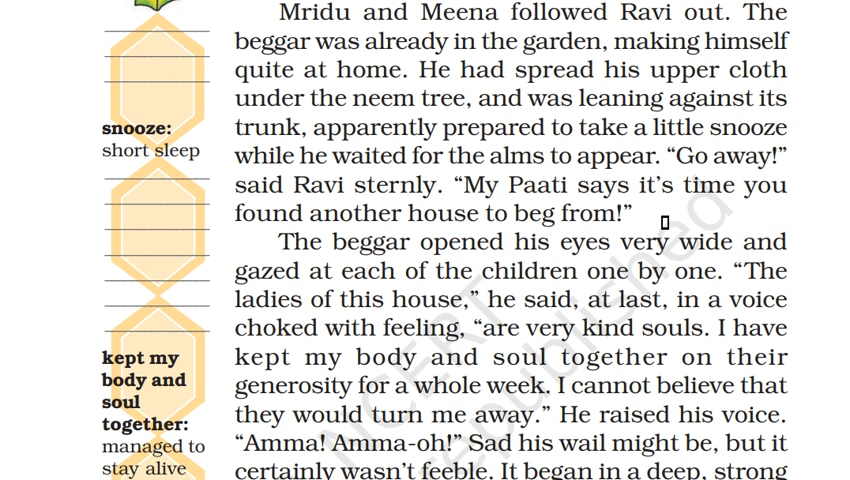 Mridu and Meena followed Ravi out. The
beggar was already in the garden, making himself
quite at home. He had spread his upper cloth
under the neem tree, and was leaning against its
trunk, apparently prepared to take a little snooze
while he waited for the alms to appear. “Go away!”
said Ravi sternly. “My Paati says it’s time you
found another house to beg from!”
The beggar opened his eyes very wide and
gazed at each of the children one by one. “The
ladies of this house,” he said, at last, in a voice
choked with feeling, “are very kind souls. I have
kept my body and soul together on their
generosity for a whole week. I cannot believe that
they would turn me away.” He raised his voice.
“Amma! Amma-oh!” Sad his wail might be, but it
certainly wasn’t feeble. It began in a deep, strong
snooze:
short sleep
kept my
body and
soul
together:
managed to
stay alive
NCERT
republished